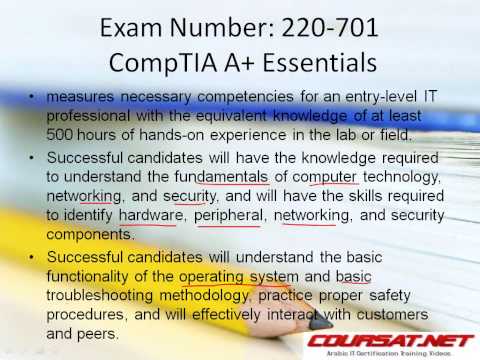 Exam Number: 220-701
CompTIA A+ Essentials
• measures necessary competencies for an entry-level IT
professional with the equivalent knowledge of at least
500 hours of hands-on experience in the lab or field.
• Successful candidates will have the knowledge required
to understand the fundamentals of computer technology,
networking, and security, and will have the skills required
to identify hardware, peripheral, networking, and security
components.
• Successful candidates will understand the basic
functionality of the operating system and basic
troubleshooting methodology, practice proper safety
procedures, and will effectively interact with customers
and peers.
COURSAT.NET
Arabic IT Certification Training Videos.